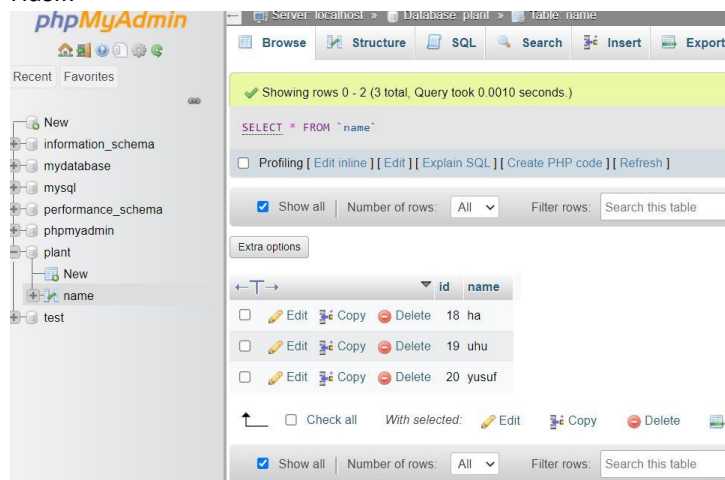 phpMyAdmin
Recent Favorites
New
information_schema
mydatabase
mysql
performance_schema
phpmyadmin
plant
New
name
test
Server: localhost » Database: plant » Table: name
Browse Structure SQL Search Insert Export
Showing rows 0 - 2 (3 total, Query took 0.0010 seconds.)
SELECT * FROM `name`
Profiling [ Edit inline ] [ Edit ] [ Explain SQL ] [ Create PHP code ] [ Refresh ]
Show all Number of rows: All Filter rows: Search this table
Extra options
id name
Edit Copy Delete 18 ha
Edit Copy Delete 19 uhu
Edit Copy Delete 20 yusuf
Check all With selected: Edit Copy Delete
Show all Number of rows: All Filter rows: Search this table